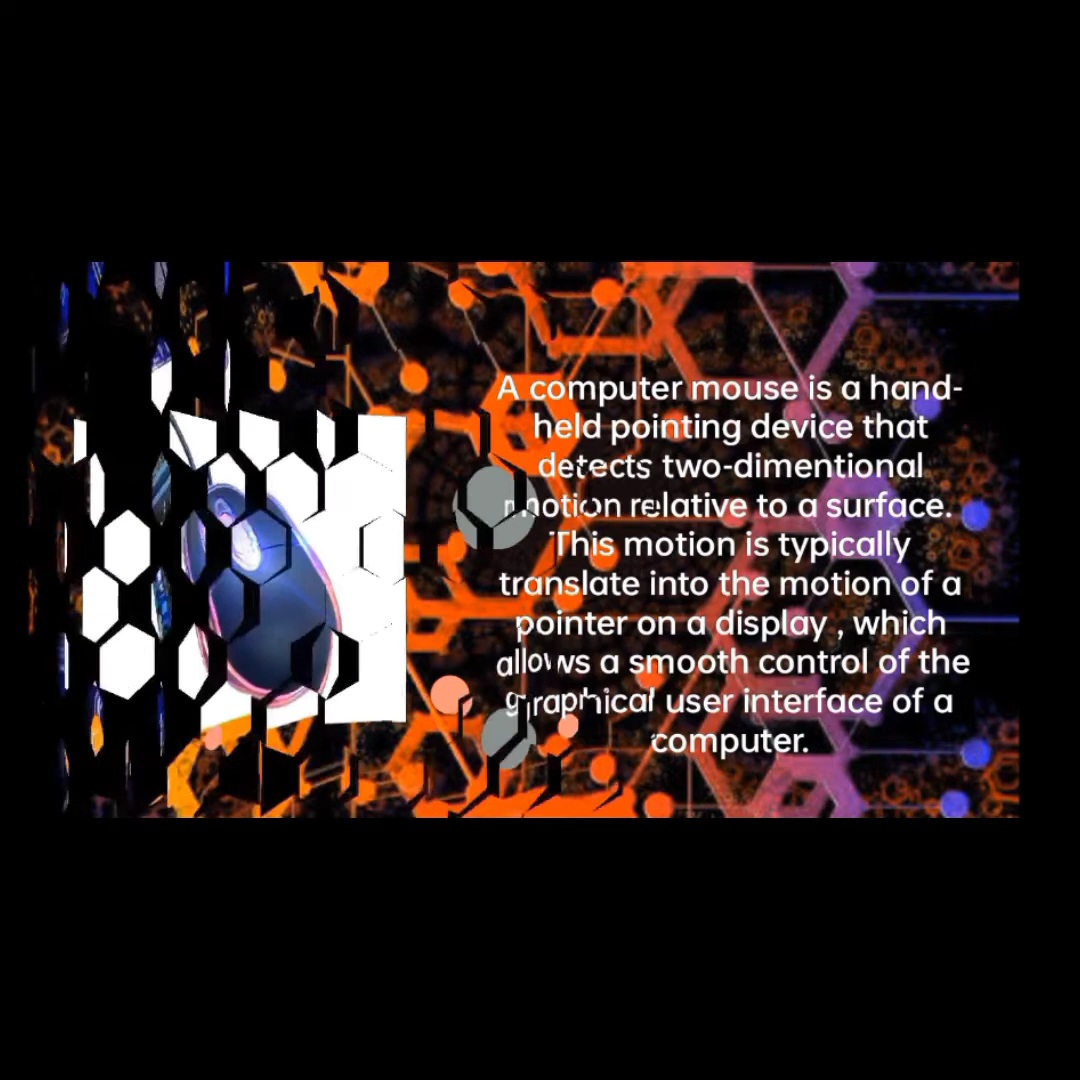 A computer mouse is a hand-
held pointing device that
detects two-dimentional
motion relative to a surface.
This motion is typically
translate into the motion of a
pointer on a display , which
allows a smooth control of the
graphical user interface of a
computer.